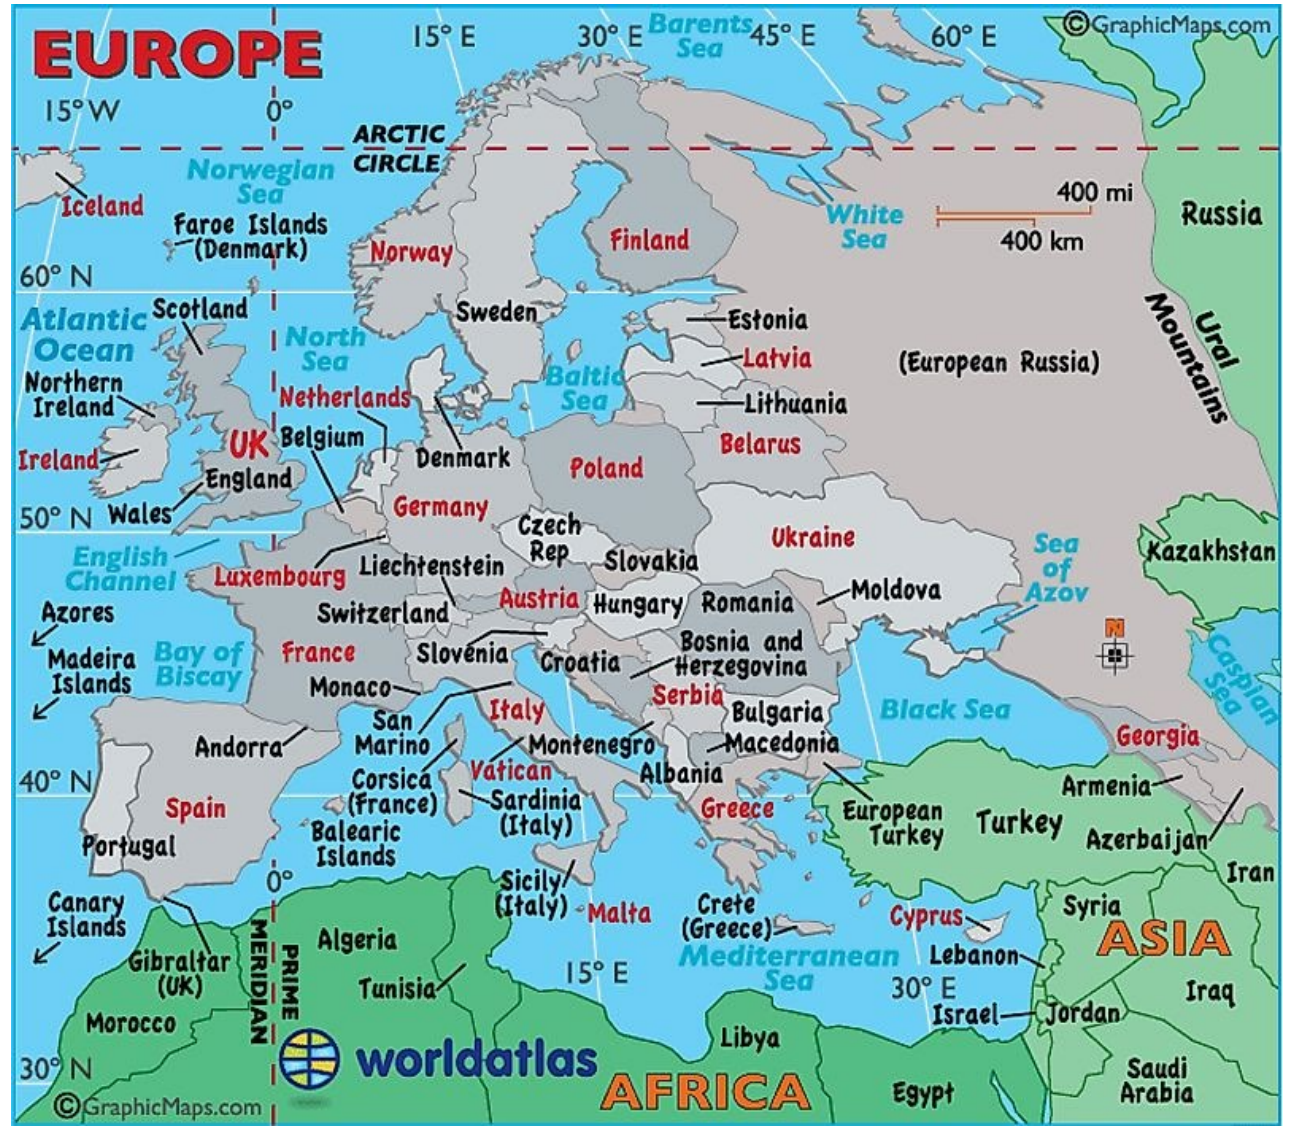 EUROPE
15° E
30° E
Barents
Sea
45° E
60° E
©GraphicMaps.com
15° W
0°
ARCTIC
CIRCLE
Norwegian
Sea
Iceland
Faroe Islands
(Denmark)
Norway
Finland
White
Sea
400 mi
400 km
Russia
60° N
Scotland
Sweden
Estonia
Atlantic
Ocean
North
Sea
Latvia
(European Russia)
Ural
Mountains
Northern
Ireland
Netherlands
Baltic
Sea
Lithuania
UK
Belgium
Denmark
Belarus
Ireland
England
Poland
Wales
Germany
50° N
Czech
Rep
Ukraine
English
Channel
Luxembourg
Liechtenstein
Slovakia
Sea
of
Azov
Kazakhstan
Azores
Switzerland
Austria
Hungary
Romania
Moldova
N
Madeira
Islands
Bay of
Biscay
France
Slovenia
Croatia
Bosnia and
Herzegovina
Caspian
Sea
Monaco
Serbia
San
Marino
Italy
Bulgaria
Black Sea
Andorra
Montenegro
Macedonia
Georgia
40° N
Corsica
(France)
Vatican
Albania
Armenia
Spain
Sardinia
(Italy)
Greece
European
Turkey
Turkey
Azerbaijan
Portugal
Balearic
Islands
Iran
0°
Sicily
(Italy)
Canary
Islands
Malta
Crete
(Greece)
Cyprus
Syria
ASIA
Gibraltar
(UK)
PRIME
MERIDIAN
Algeria
Mediterranean
Sea
Lebanon
Tunisia
15° E
30° E
Iraq
Morocco
Israel
Jordan
Libya
30° N
worldatlas
AFRICA
Egypt
Saudi
Arabia
©GraphicMaps.com